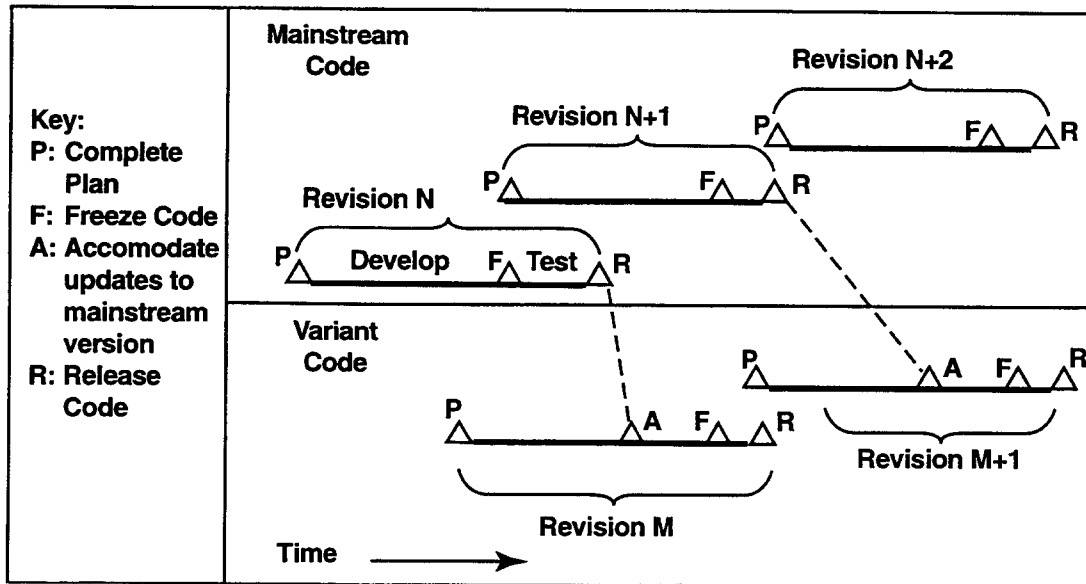 Key:
P: Complete
Plan
F: Freeze Code
A: Accomodate
updates to
mainstream
version
R: Release
Code
Mainstream
Code
Revision N+2
P
F
R
Revision N+1
P
F
R
Revision N
P
Develop
F
Test
R
Variant
Code
P
A
F
R
Revision M+1
P
A
F
R
Revision M
Time